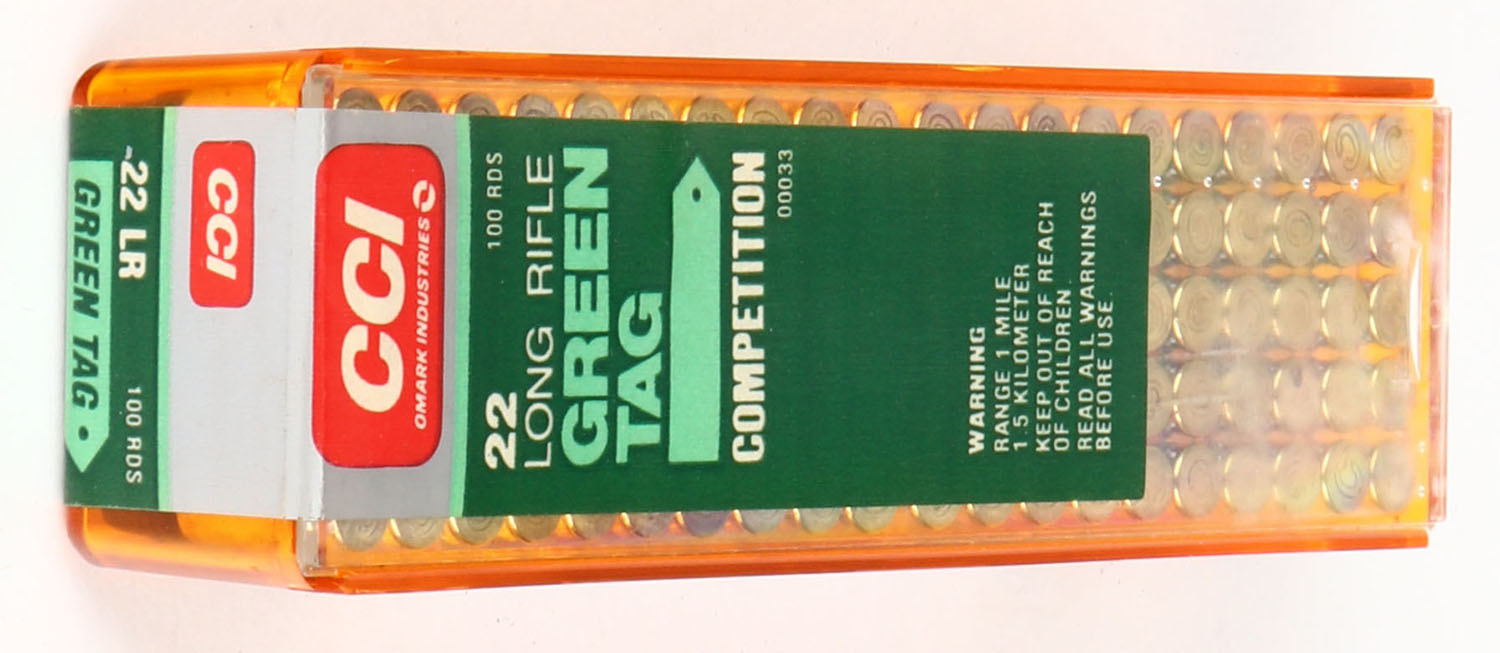 22 LR
GREEN TAG
100 RDS
CCI
CCI
OMARK INDUSTRIES
100 RDS
22
LONG RIFLE
GREEN
TAG
COMPETITION
00033
WARNING
RANGE 1 MILE
1.5 KILOMETER
KEEP OUT OF REACH
OF CHILDREN
READ ALL WARNINGS
BEFORE USE.